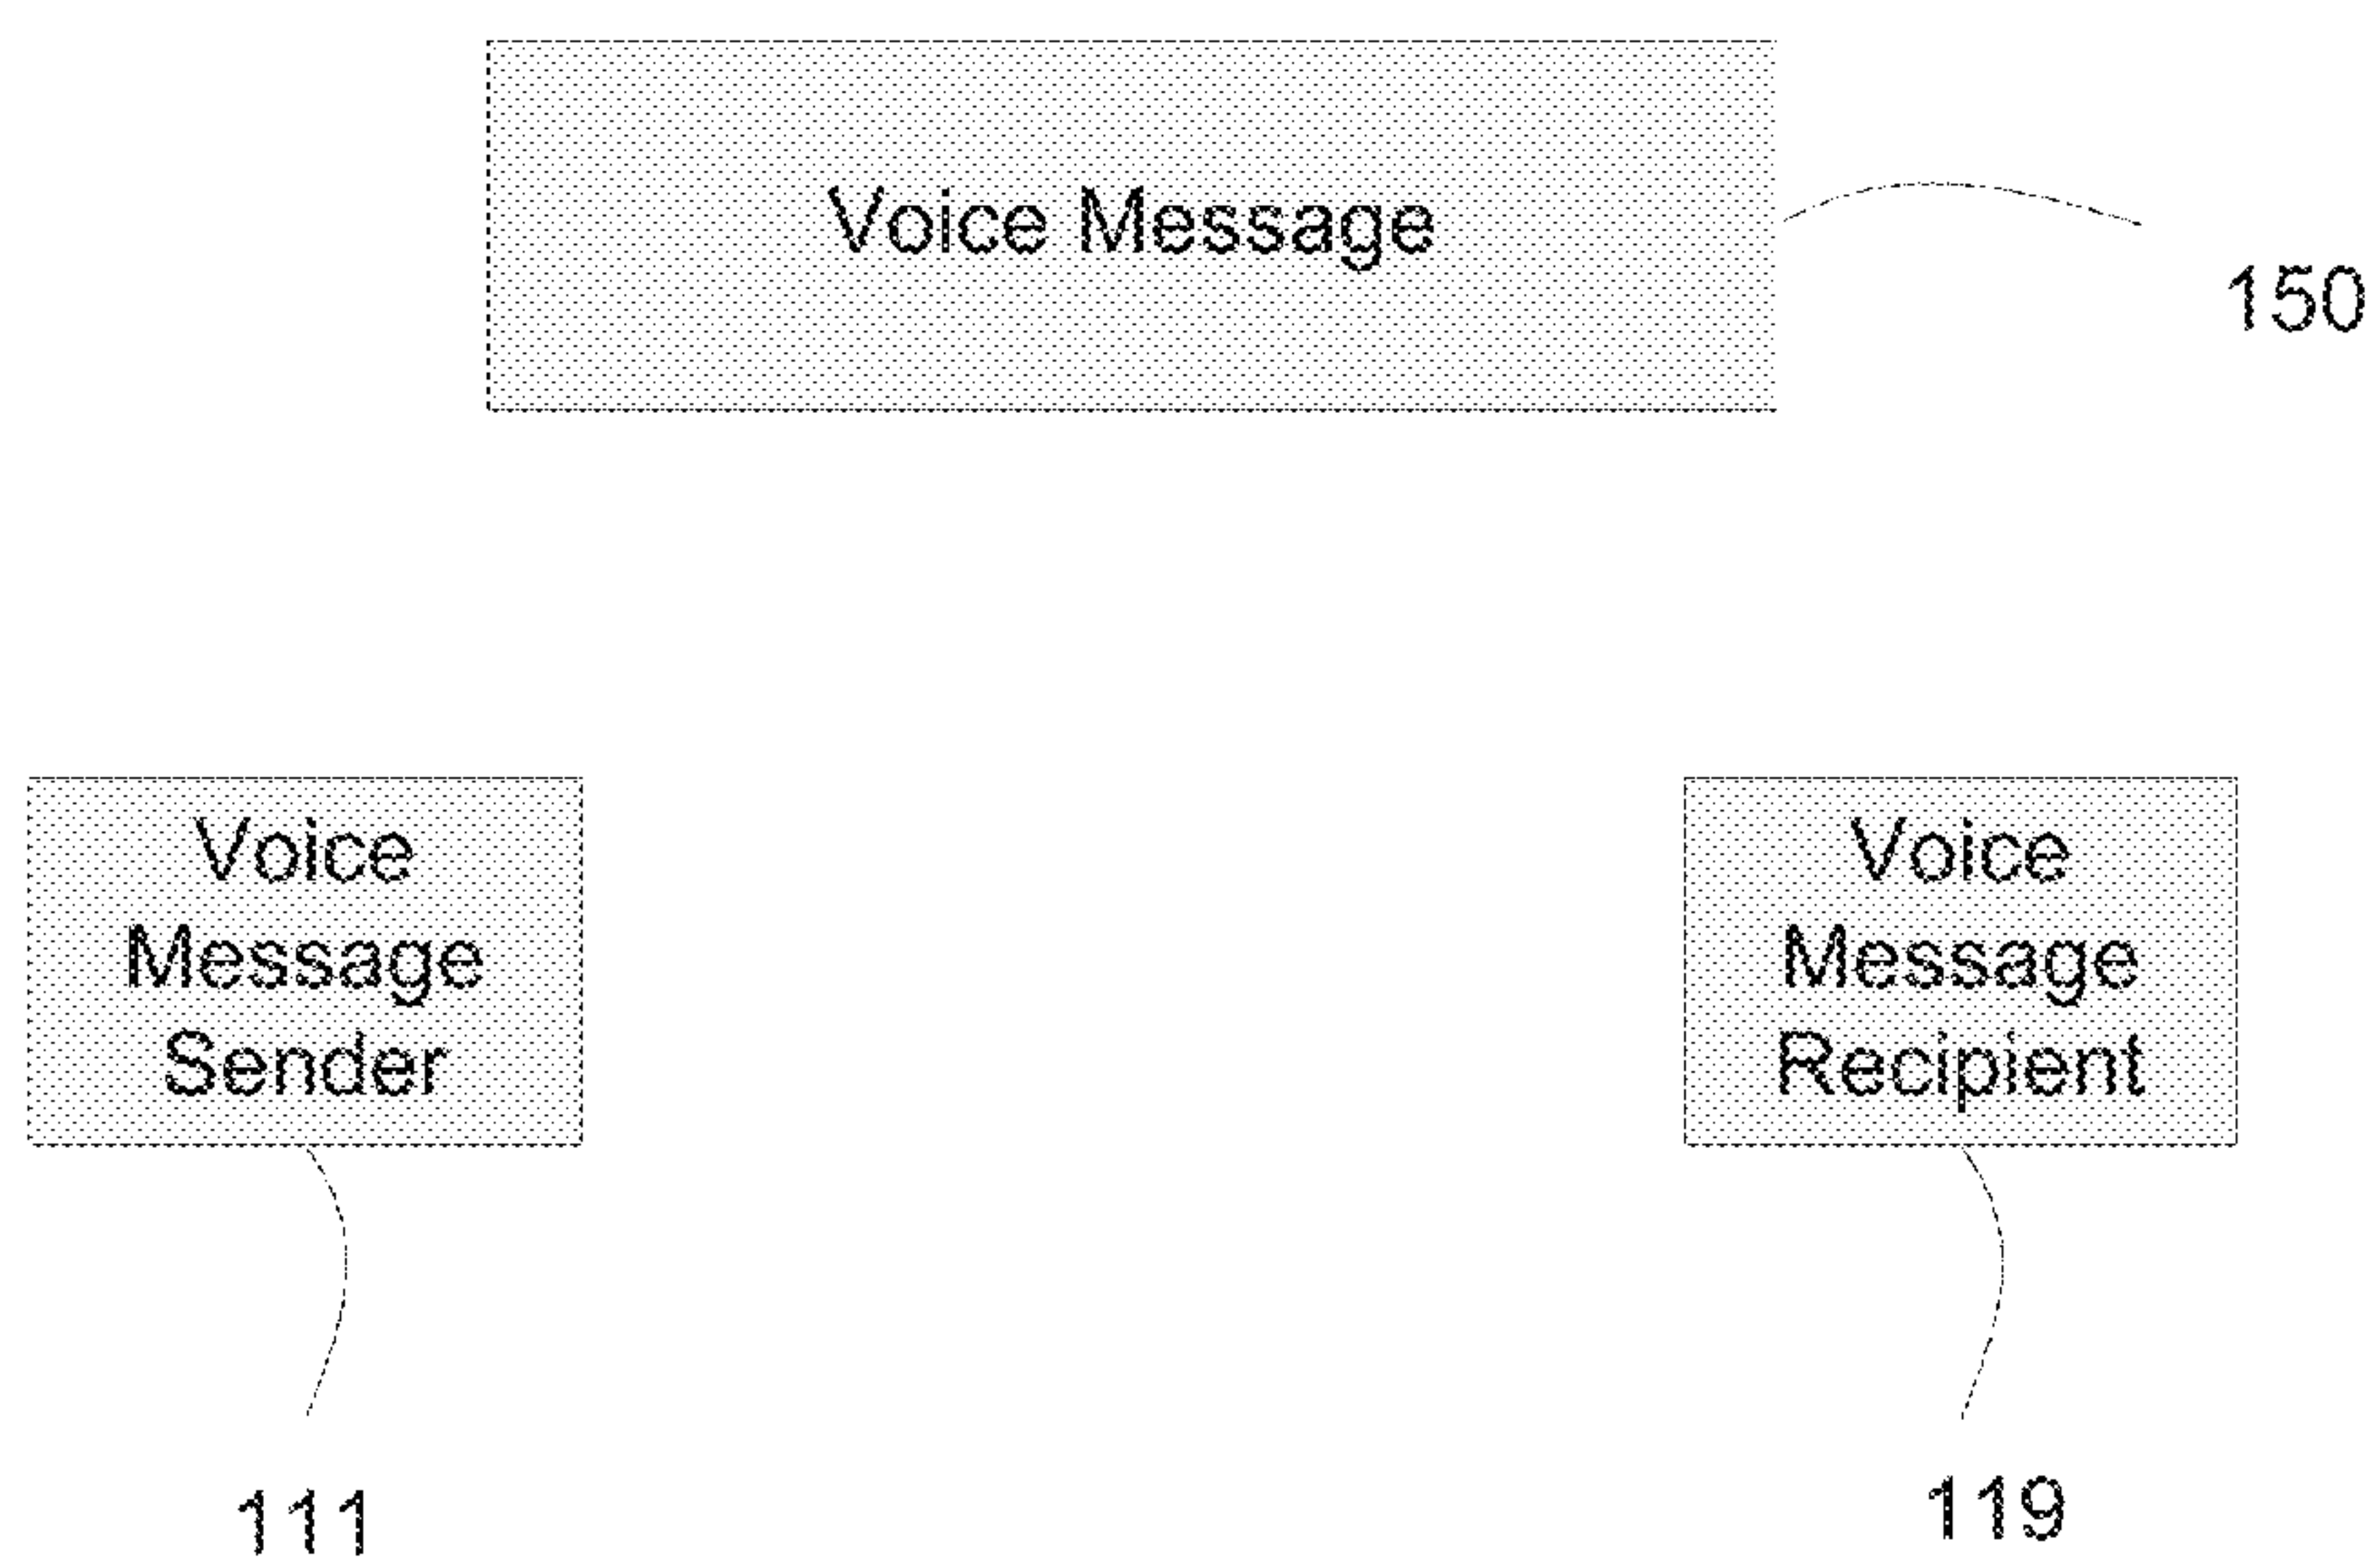 Voice Message
150
Voice
Message
Sender
Voice
Message
Recipient
111
119